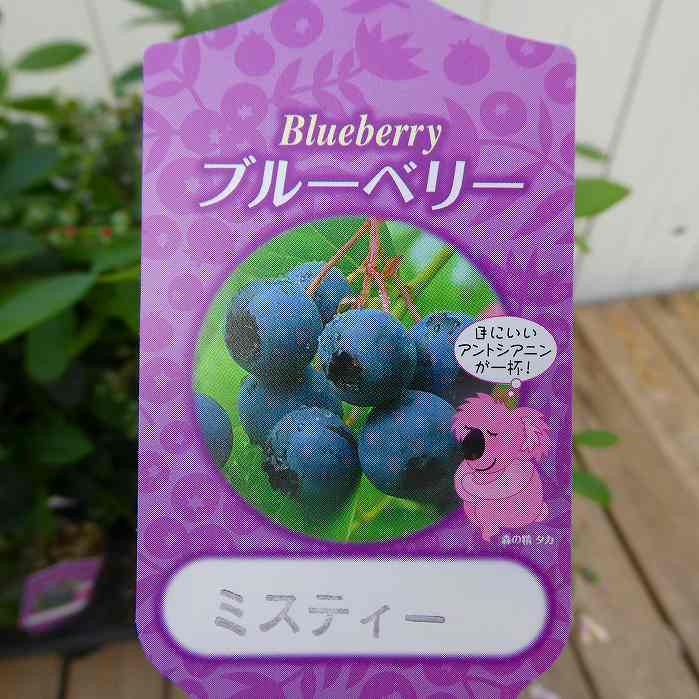 Blueberry
ブルーベリー
目にいい
アントシアニン
が一杯！
森の精 タカ
ミスティー